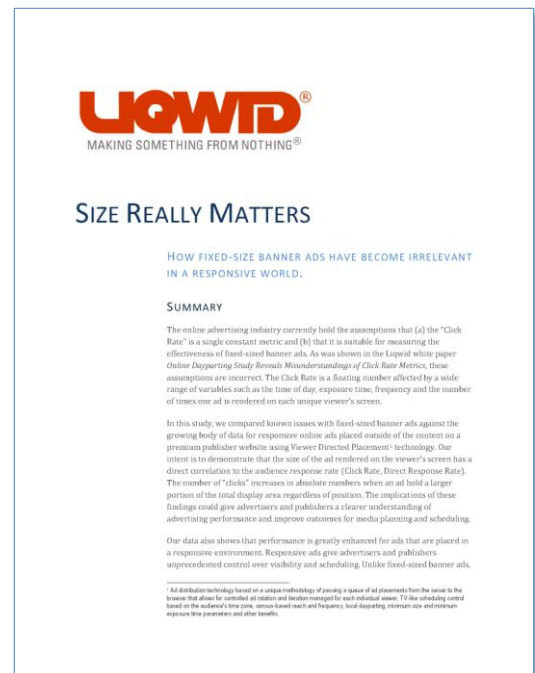 LIQWID®
MAKING SOMETHING FROM NOTHING®
SIZE REALLY MATTERS
HOW FIXED-SIZE BANNER ADS HAVE BECOME IRRELEVANT
IN A RESPONSIVE WORLD.
SUMMARY
The online advertising industry currently hold the assumptions that (a) the "Click
Rate" is a single constant metric and (b) that it is suitable for measuring the
effectiveness of fixed-sized banner ads. As was shown in the Liqwid white paper
Online Dayparting Study Reveals Misunderstandings of Click Rate Metrics, these
assumptions are incorrect. The Click Rate is a floating number affected by a wide
range of variables such as the time of day, exposure time, frequency and the number
of times one ad is rendered on each unique viewer's screen.
In this study, we compared known issues with fixed-sized banner ads against the
growing body of data for responsive online ads placed outside of the content on a
premium publisher website using Viewer Directed Placement¹ technology. Our
intent is to demonstrate that the size of the ad rendered on the viewer's screen has a
direct correlation to the audience response rate (Click Rate, Direct Response Rate).
The number of "clicks" increases in absolute numbers when an ad hold a larger
portion of the total display area regardless of position. The implications of these
findings could give advertisers and publishers a clearer understanding of
advertising performance and improve outcomes for media planning and scheduling.
Our data also shows that performance is greatly enhanced for ads that are placed in
a responsive environment. Responsive ads give advertisers and publishers
unprecedented control over visibility and scheduling. Unlike fixed-sized banner ads,
¹ Ad distribution technology based on a unique methodology of passing a queue of ad placements from the server to the
browser that allows for controlled ad rotation and iteration managed for each individual viewer, TV-like scheduling control
based on the audience's time zone, census-based reach and frequency, local dayparting, minimum size and minimum
exposure time parameters and other benefits.